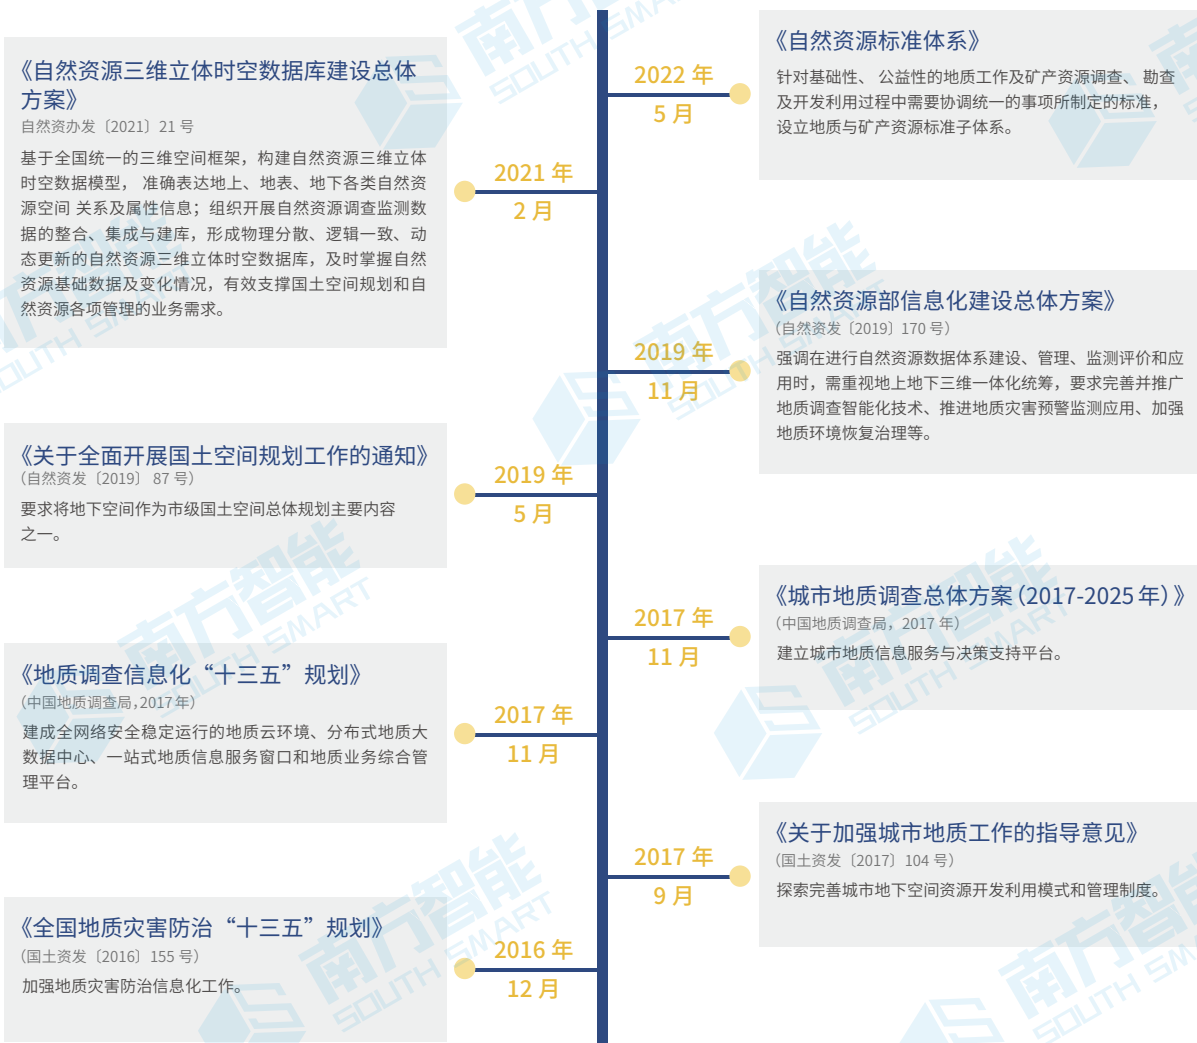 2022 年
5 月
《自然资源标准体系》
针对基础性、 公益性的地质工作及矿产资源调查、 勘查
及开发利用过程中需要协调统一的事项所制定的标准，
设立地质与矿产资源标准子体系。
《自然资源三维立体时空数据库建设总体
方案》
自然资办发〔2021〕21 号
基于全国统一的三维空间框架，构建自然资源三维立体
时空数据模型， 准确表达地上、地表、地下各类自然资
源空间 关系及属性信息；组织开展自然资源调查监测数
据的整合、集成与建库，形成物理分散、逻辑一致、动
态更新的自然资源三维立体时空数据库，及时掌握自然
资源基础数据及变化情况，有效支撑国土空间规划和自
然资源各项管理的业务需求。
2021 年
2 月
2019 年
11 月
《自然资源部信息化建设总体方案》
（自然资发〔2019〕170 号）
强调在进行自然资源数据体系建设、管理、监测评价和应
用时，需重视地上地下三维一体化统筹，要求完善并推广
地质调查智能化技术、推进地质灾害预警监测应用、加强
地质环境恢复治理等。
《关于全面开展国土空间规划工作的通知》
（自然资发〔2019〕 87 号）
要求将地下空间作为市级国土空间总体规划主要内容
之一。
2019 年
5 月
2017 年
11 月
《城市地质调查总体方案（2017-2025 年）》
（中国地质调查局，2017 年）
建立城市地质信息服务与决策支持平台。
《地质调查信息化“十三五”规划》
（中国地质调查局，2017 年）
建成全网络安全稳定运行的地质云环境、分布式地质大
数据中心、一站式地质信息服务窗口和地质业务综合管
理平台。
2017 年
11 月
2017 年
9 月
《关于加强城市地质工作的指导意见》
（国土资发〔2017〕104 号）
探索完善城市地下空间资源开发利用模式和管理制度。
《全国地质灾害防治“十三五”规划》
（国土资发〔2016〕155 号）
加强地质灾害防治信息化工作。
2016 年
12 月
南方智能
SOUTH SMART
南方智能
SOUTH SMART
南方智能
SOUTH SMART
南方智能
SOUTH SMART
南方智能
SOUTH SMART